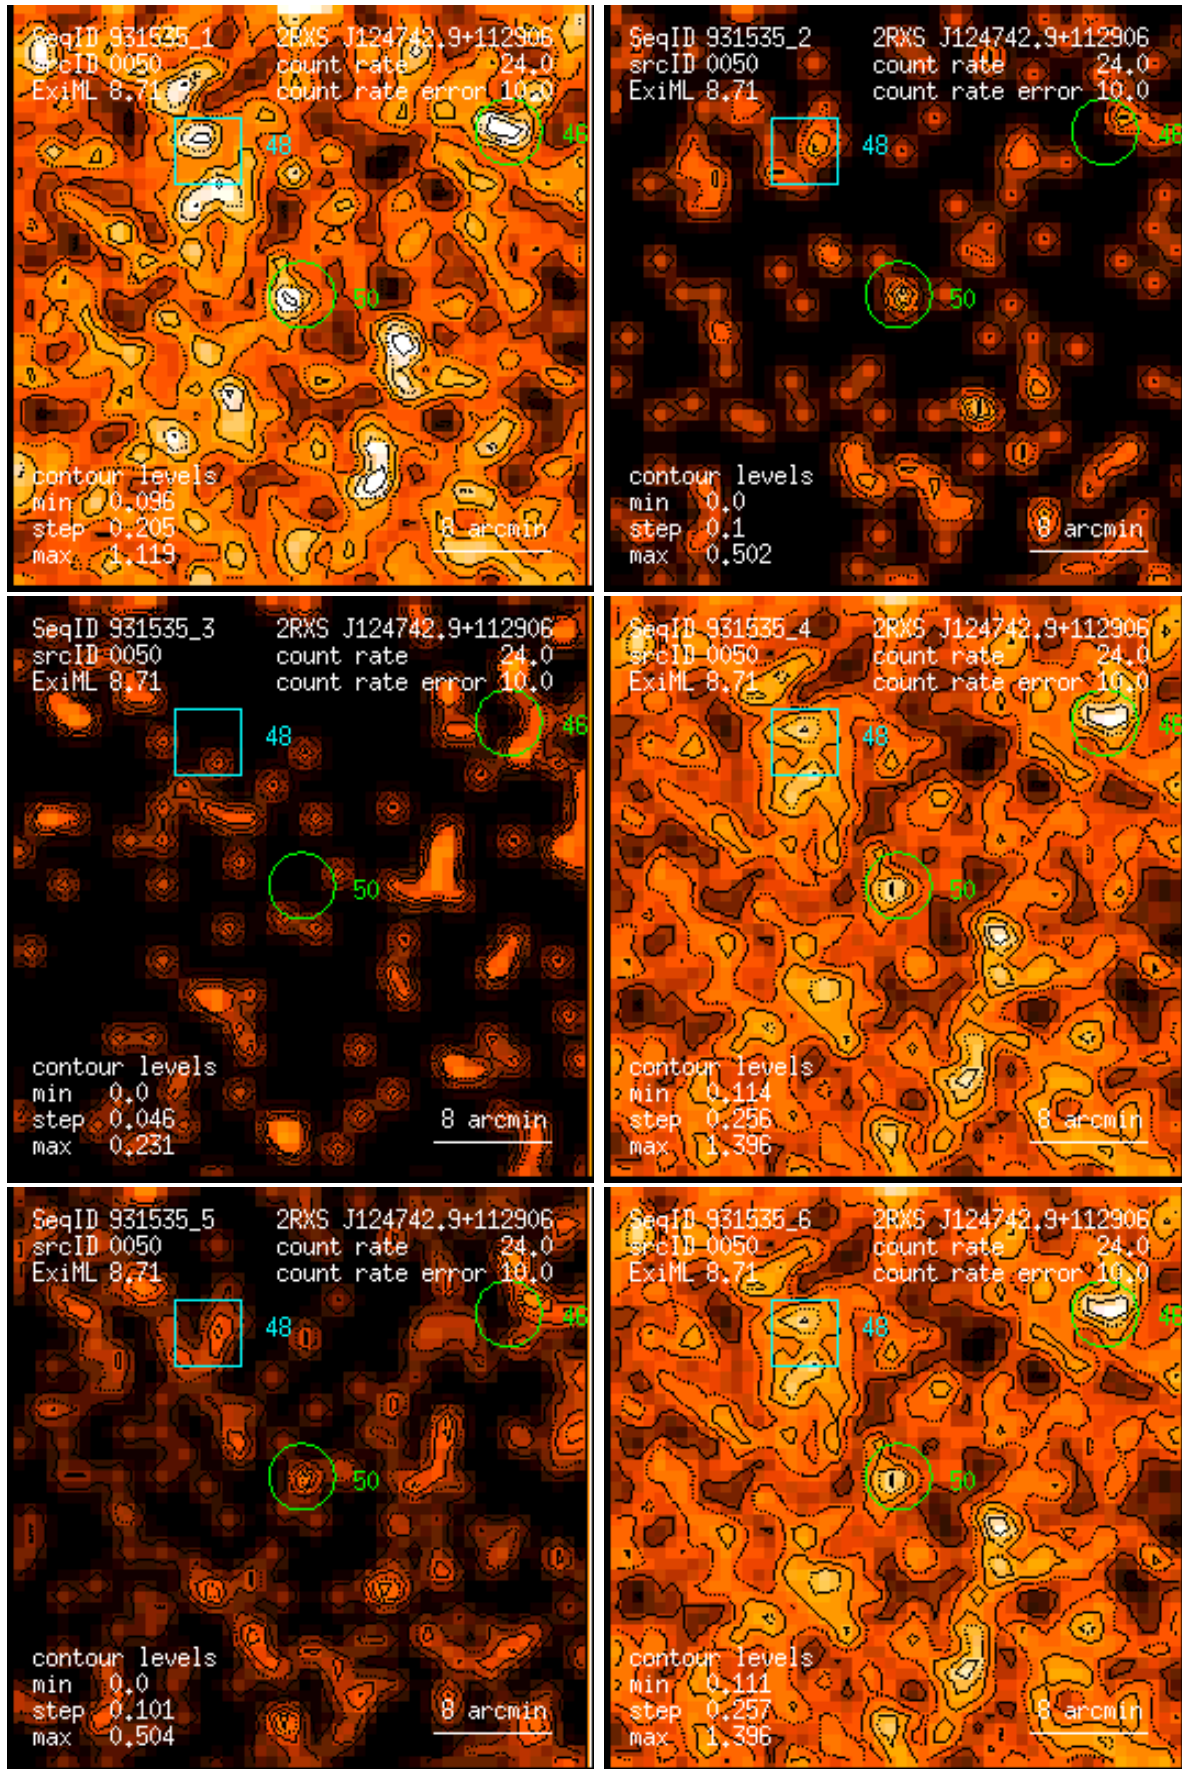 SeqID 931535_1 2RXS J124742.9+112906
srcID 0050 count rate 24.0
ExiML 8.71 count rate error 10.0
46
48
50
contour levels
min 0.096
step 0.205
max 1.119
8 arcmin
SeqID 931535_2 2RXS J124742.9+112906
srcID 0050 count rate 24.0
ExiML 8.71 count rate error 10.0
46
48
50
contour levels
min 0.0
step 0.1
max 0.502
8 arcmin
SeqID 931535_3 2RXS J124742.9+112906
srcID 0050 count rate 24.0
ExiML 8.71 count rate error 10.0
46
48
50
contour levels
min 0.0
step 0.046
max 0.231
8 arcmin
SeqID 931535_4 2RXS J124742.9+112906
srcID 0050 count rate 24.0
ExiML 8.71 count rate error 10.0
46
48
50
contour levels
min 0.114
step 0.256
max 1.396
8 arcmin
SeqID 931535_5 2RXS J124742.9+112906
srcID 0050 count rate 24.0
ExiML 8.71 count rate error 10.0
46
48
50
contour levels
min 0.0
step 0.101
max 0.504
8 arcmin
SeqID 931535_6 2RXS J124742.9+112906
srcID 0050 count rate 24.0
ExiML 8.71 count rate error 10.0
46
48
50
contour levels
min 0.111
step 0.257
max 1.396
8 arcmin